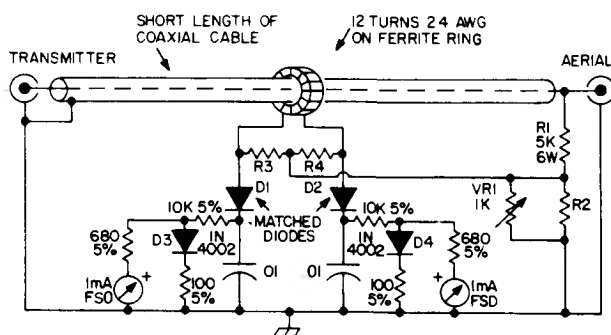 SHORT LENGTH OF
COAXIAL CABLE
12 TURNS 24 AWG
ON FERRITE RING
TRANSMITTER
AERIAL
R1
5K
6W
R3
R4
D1
D2
VR1
1K
R2
10K 5%
MATCHED
DIODES
10K 5%
680
5%
D3
1N
4002
1N
4002
D4
680
5%
+
1mA
FSO
100
5%
01
01
100
5%
+
1mA
FSD